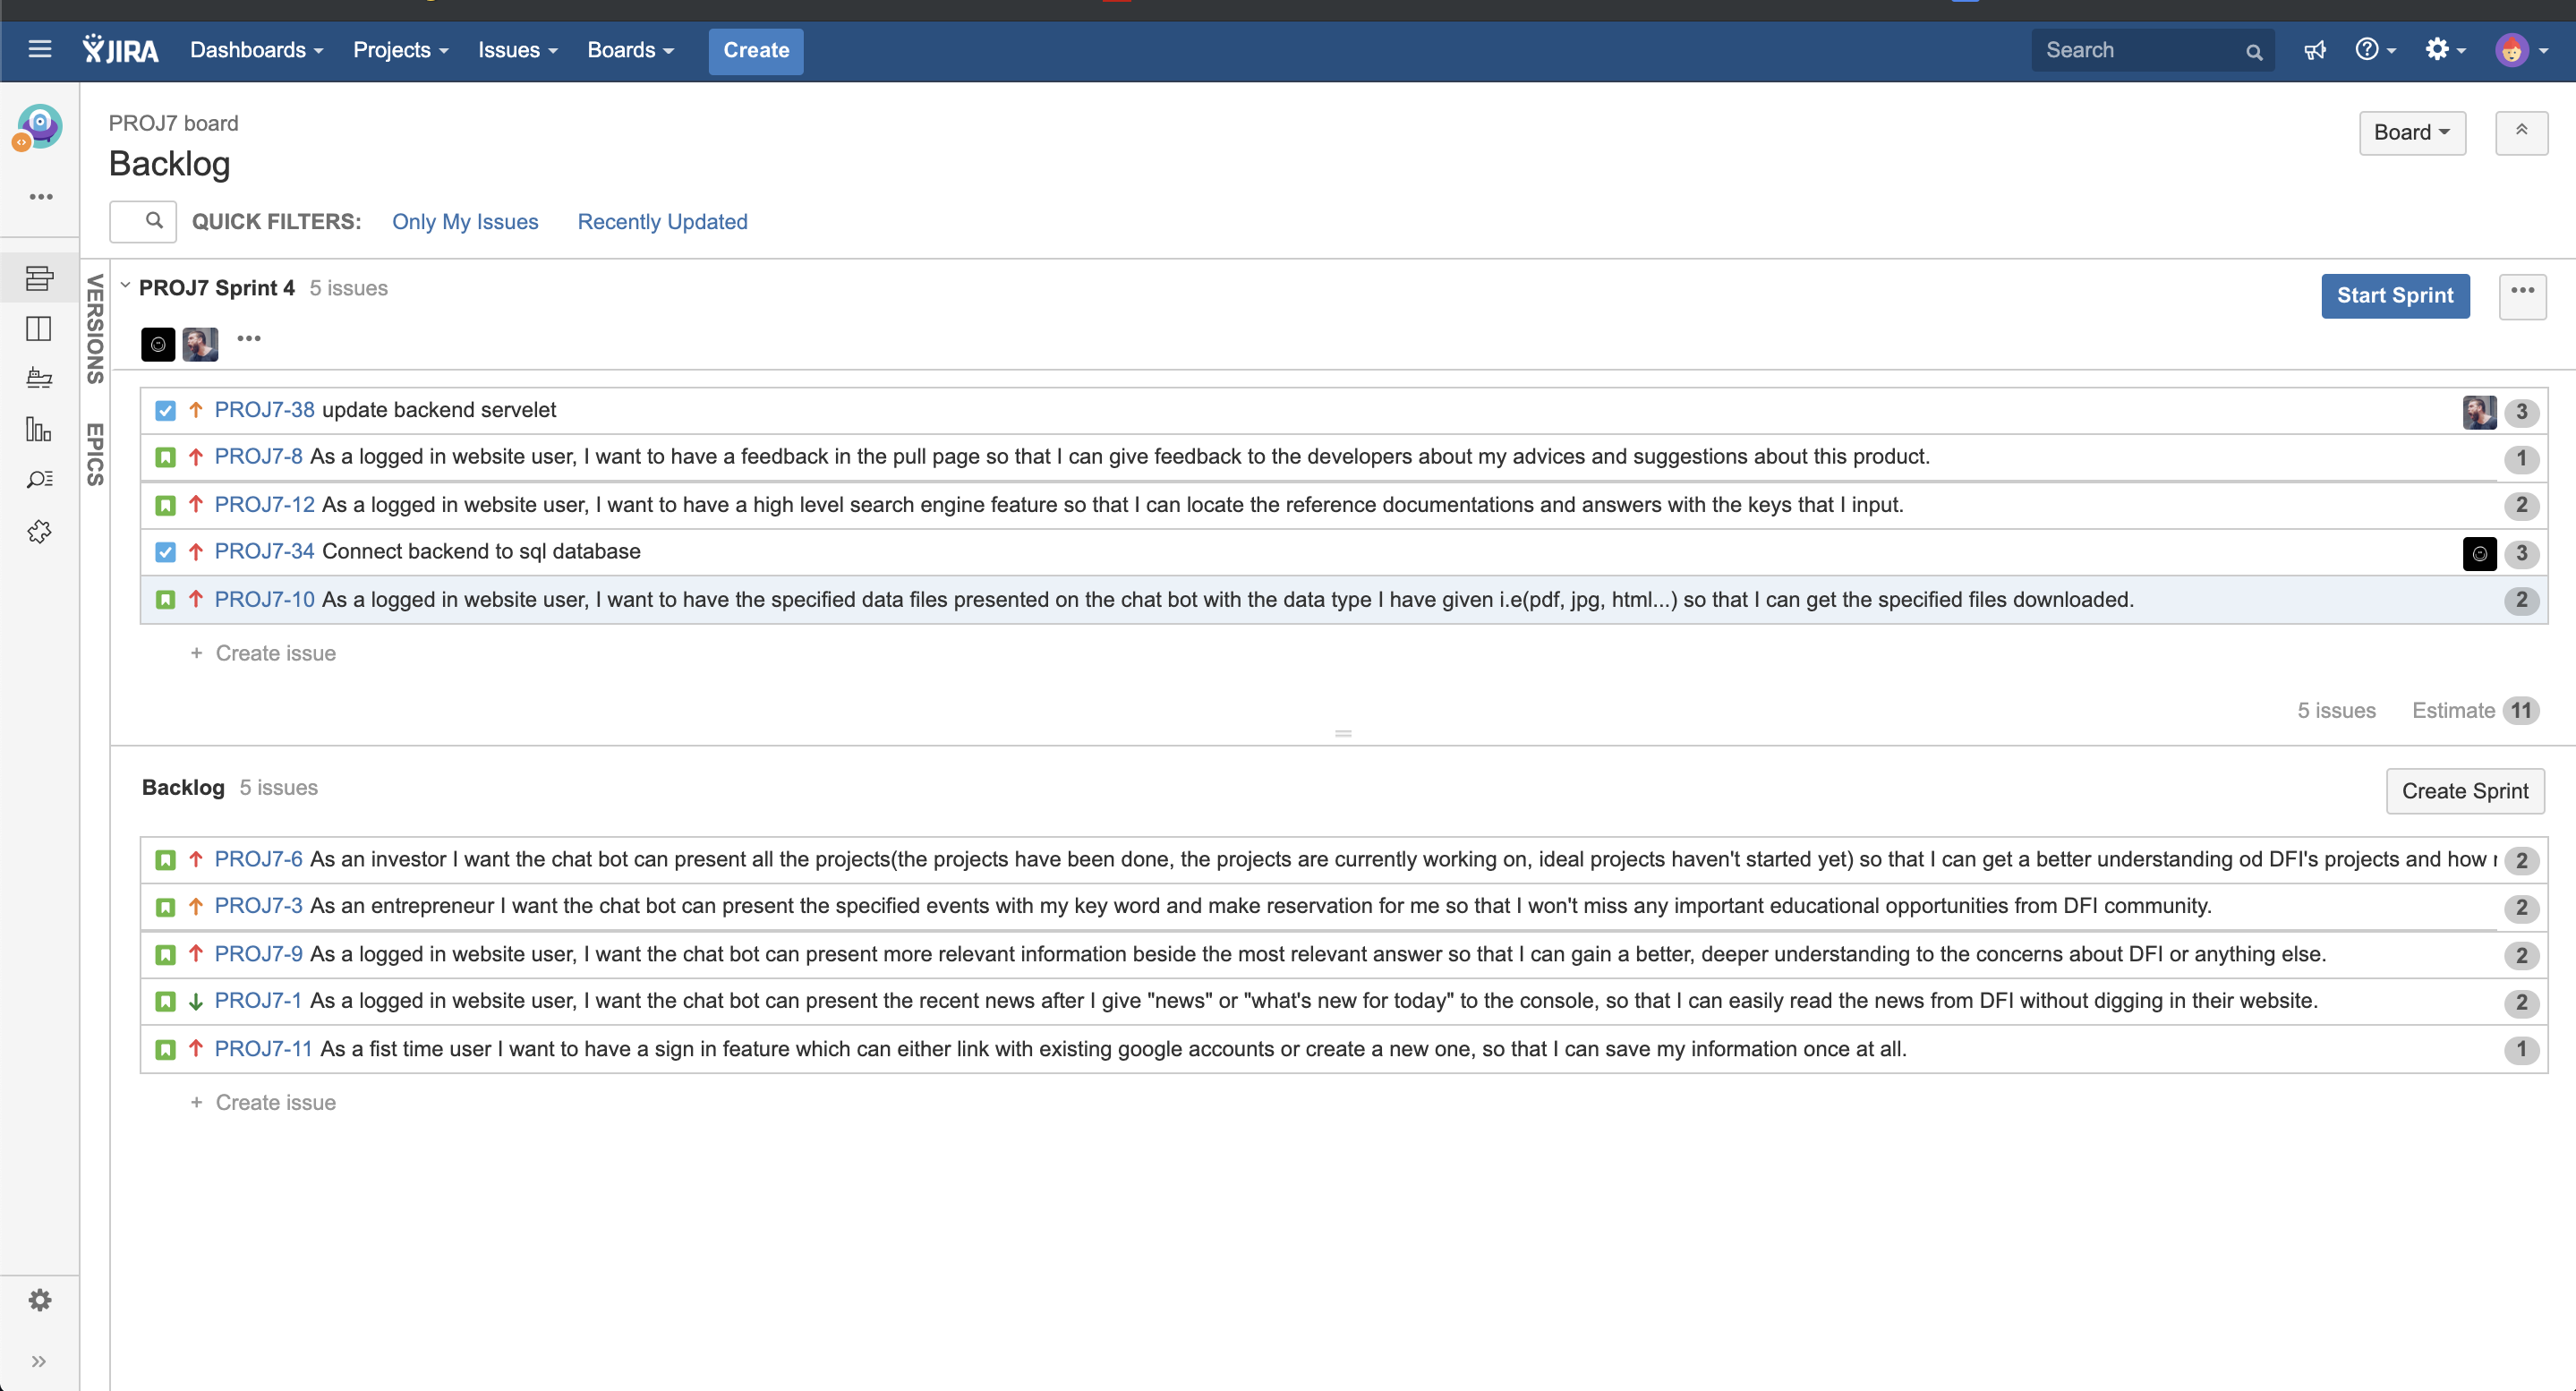 JIRA Dashboards Projects Issues Boards Create Search
PROJ7 board
Board
Backlog
QUICK FILTERS: Only My Issues Recently Updated
VERSIONS
EPICS
PROJ7 Sprint 4 5 issues
Start Sprint
PROJ7-38 update backend servelet 3
PROJ7-8 As a logged in website user, I want to have a feedback in the pull page so that I can give feedback to the developers about my advices and suggestions about this product. 1
PROJ7-12 As a logged in website user, I want to have a high level search engine feature so that I can locate the reference documentations and answers with the keys that I input. 2
PROJ7-34 Connect backend to sql database 3
PROJ7-10 As a logged in website user, I want to have the specified data files presented on the chat bot with the data type I have given i.e(pdf, jpg, html...) so that I can get the specified files downloaded. 2
+ Create issue
5 issues Estimate 11
Backlog 5 issues
Create Sprint
PROJ7-6 As an investor I want the chat bot can present all the projects(the projects have been done, the projects are currently working on, ideal projects haven't started yet) so that I can get a better understanding od DFI's projects and how 2
PROJ7-3 As an entrepreneur I want the chat bot can present the specified events with my key word and make reservation for me so that I won't miss any important educational opportunities from DFI community. 2
PROJ7-9 As a logged in website user, I want the chat bot can present more relevant information beside the most relevant answer so that I can gain a better, deeper understanding to the concerns about DFI or anything else. 2
PROJ7-1 As a logged in website user, I want the chat bot can present the recent news after I give "news" or "what's new for today" to the console, so that I can easily read the news from DFI without digging in their website. 2
PROJ7-11 As a fist time user I want to have a sign in feature which can either link with existing google accounts or create a new one, so that I can save my information once at all. 1
+ Create issue